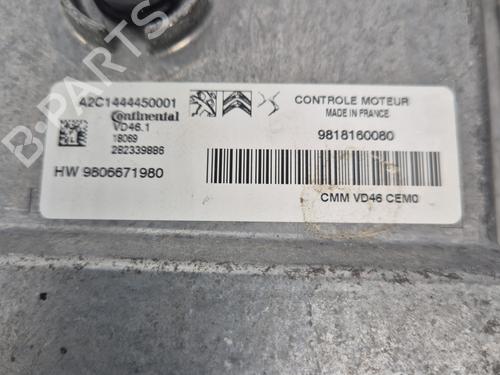 A2C1444450001
Continental
VD46.1
18069
282339886
HW 9806671980
CONTROLE MOTEUR
MADE IN FRANCE
9818160080
CMM VD46 CEM0
B-PARTS